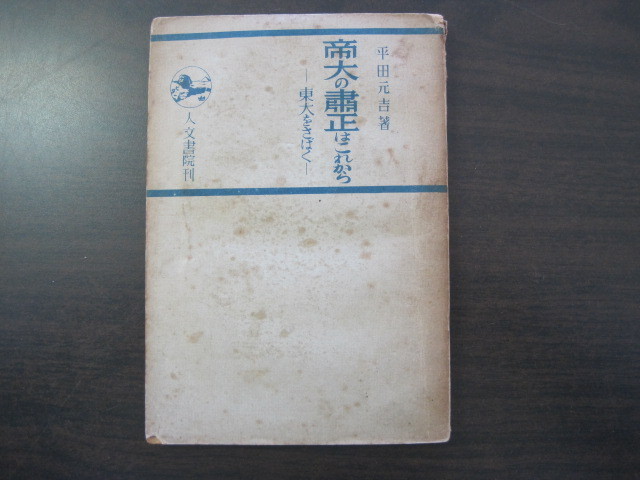 平田元吉著
帝大の粛正はこれから
―東大をさばく―
人文書院刊